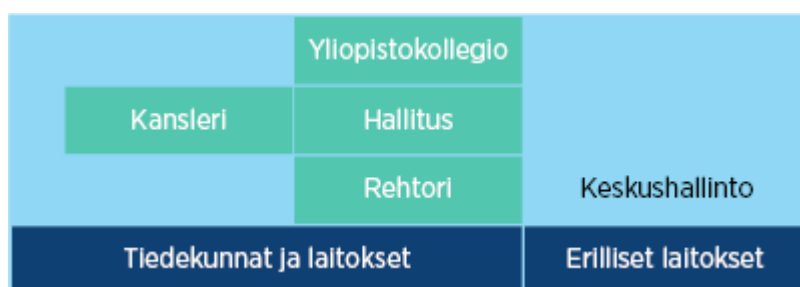 Yliopistokollegio
Kansleri
Hallitus
Rehtori
Keskushallinto
Tiedekunnat ja laitokset
Erilliset laitokset